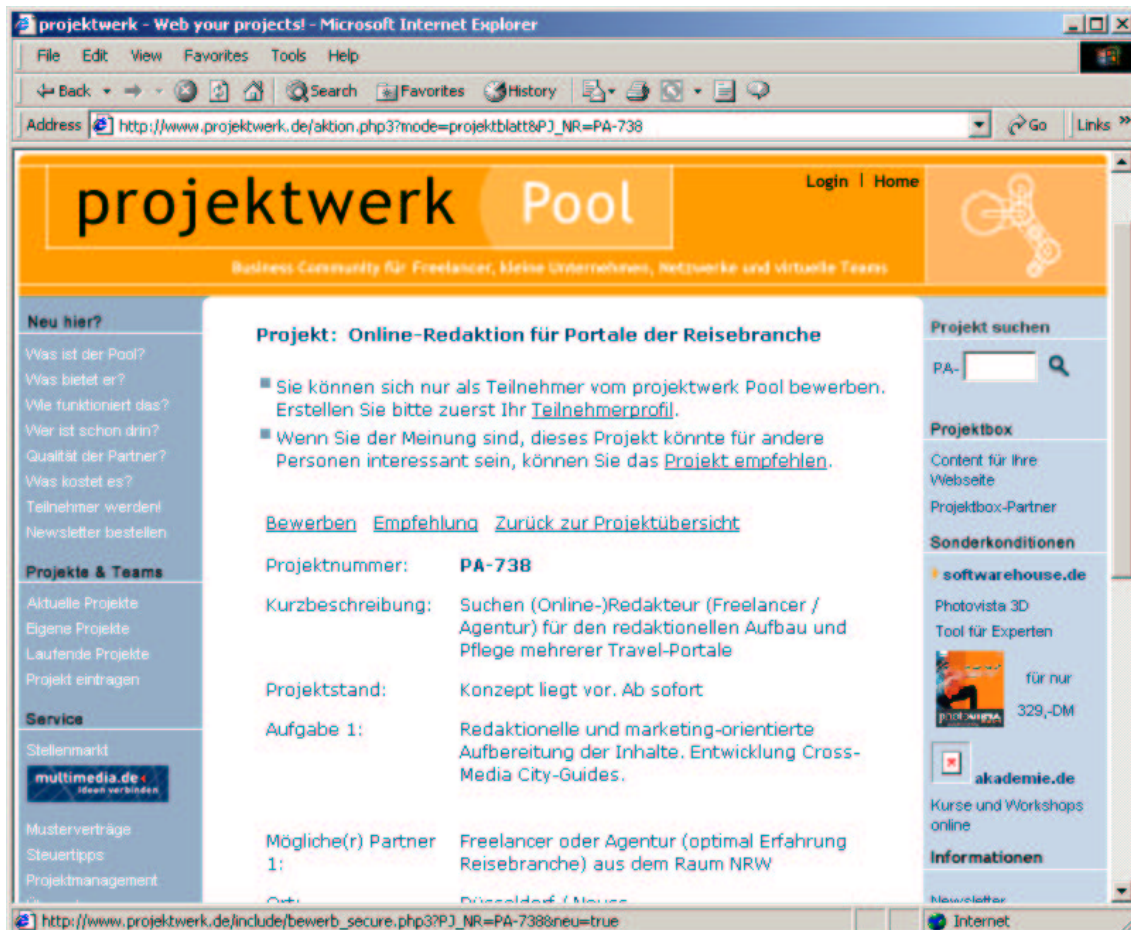 projektwerk - Web your projects! - Microsoft Internet Explorer
File Edit View Favorites Tools Help
Back Search Favorites History
Address http://www.projektwerk.de/aktion.php3?mode=projektblatt&PJ_NR=PA-738 Go Links »
projektwerk Pool
Login | Home
Business Community für Freelancer, kleine Unternehmen, Netzwerke und virtuelle Teams
Neu hier?
Was ist der Pool?
Was bietet er?
Wie funktioniert das?
Wer ist schon drin?
Qualität der Partner?
Was kostet es?
Teilnehmer werden!
Newsletter bestellen
Projekte & Teams
Aktuelle Projekte
Eigene Projekte
Laufende Projekte
Projekt eintragen
Service
Stellenmarkt
multimedia.de
Ideen verbinden
Musterverträge
Steuertipps
Projektmanagement
Projekt: Online-Redaktion für Portale der Reisebranche
Sie können sich nur als Teilnehmer vom projektwerk Pool bewerben.
Erstellen Sie bitte zuerst Ihr Teilnehmerprofil.
Wenn Sie der Meinung sind, dieses Projekt könnte für andere
Personen interessant sein, können Sie das Projekt empfehlen.
Bewerben Empfehlung Zurück zur Projektübersicht
Projektnummer: PA-738
Kurzbeschreibung: Suchen (Online-)Redakteur (Freelancer /
Agentur) für den redaktionellen Aufbau und
Pflege mehrerer Travel-Portale
Projektstand: Konzept liegt vor. Ab sofort
Aufgabe 1: Redaktionelle und marketing-orientierte
Aufbereitung der Inhalte. Entwicklung Cross-
Media City-Guides.
Mögliche(r) Partner 1: Freelancer oder Agentur (optimal Erfahrung
Reisebranche) aus dem Raum NRW
Ort: Düsseldorf / Neuss
Projekt suchen
PA-
Projektbox
Content für Ihre
Webseite
Projektbox-Partner
Sonderkonditionen
softwarehouse.de
Photovista 3D
Tool für Experten
für nur
329,-DM
akademie.de
Kurse und Workshops
online
Informationen
Newsletter
http://www.projektwerk.de/include/bewerb_secure.php3?PJ_NR=PA-738&neu=true
Internet